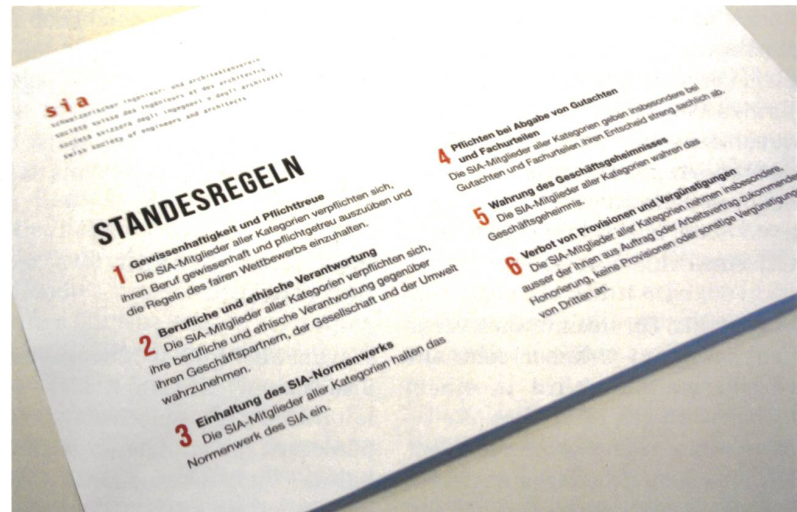 sia
schweizerischer ingenieur- und architektenverein
société suisse des ingénieurs et des architectes
società svizzera degli ingegneri e degli architetti
swiss society of engineers and architects
STANDESREGELN
1 Gewissenhaftigkeit und Pflichttreue
Die SIA-Mitglieder aller Kategorien verpflichten sich,
ihren Beruf gewissenhaft und pflichtgetreu auszuüben und
die Regeln des fairen Wettbewerbs einzuhalten.
2 Berufliche und ethische Verantwortung
Die SIA-Mitglieder aller Kategorien verpflichten sich,
ihre berufliche und ethische Verantwortung gegenüber
ihren Geschäftspartnern, der Gesellschaft und der Umwelt
wahrzunehmen.
3 Einhaltung des SIA-Normenwerks
Die SIA-Mitglieder aller Kategorien halten das
Normenwerk des SIA ein.
4 Pflichten bei Abgabe von Gutachten
und Fachurteilen
Die SIA-Mitglieder aller Kategorien geben insbesondere bei
Gutachten und Fachurteilen ihren Entscheid streng sachlich ab.
5 Wahrung des Geschäftsgeheimnisses
Die SIA-Mitglieder aller Kategorien wahren das
Geschäftsgeheimnis.
6 Verbot von Provisionen und Vergünstigungen
Die SIA-Mitglieder aller Kategorien nehmen insbesondere,
ausser der ihnen aus Auftrag oder Arbeitsvertrag zukommenden
Honorierung, keine Provisionen oder sonstige Vergünstigung
von Dritten an.